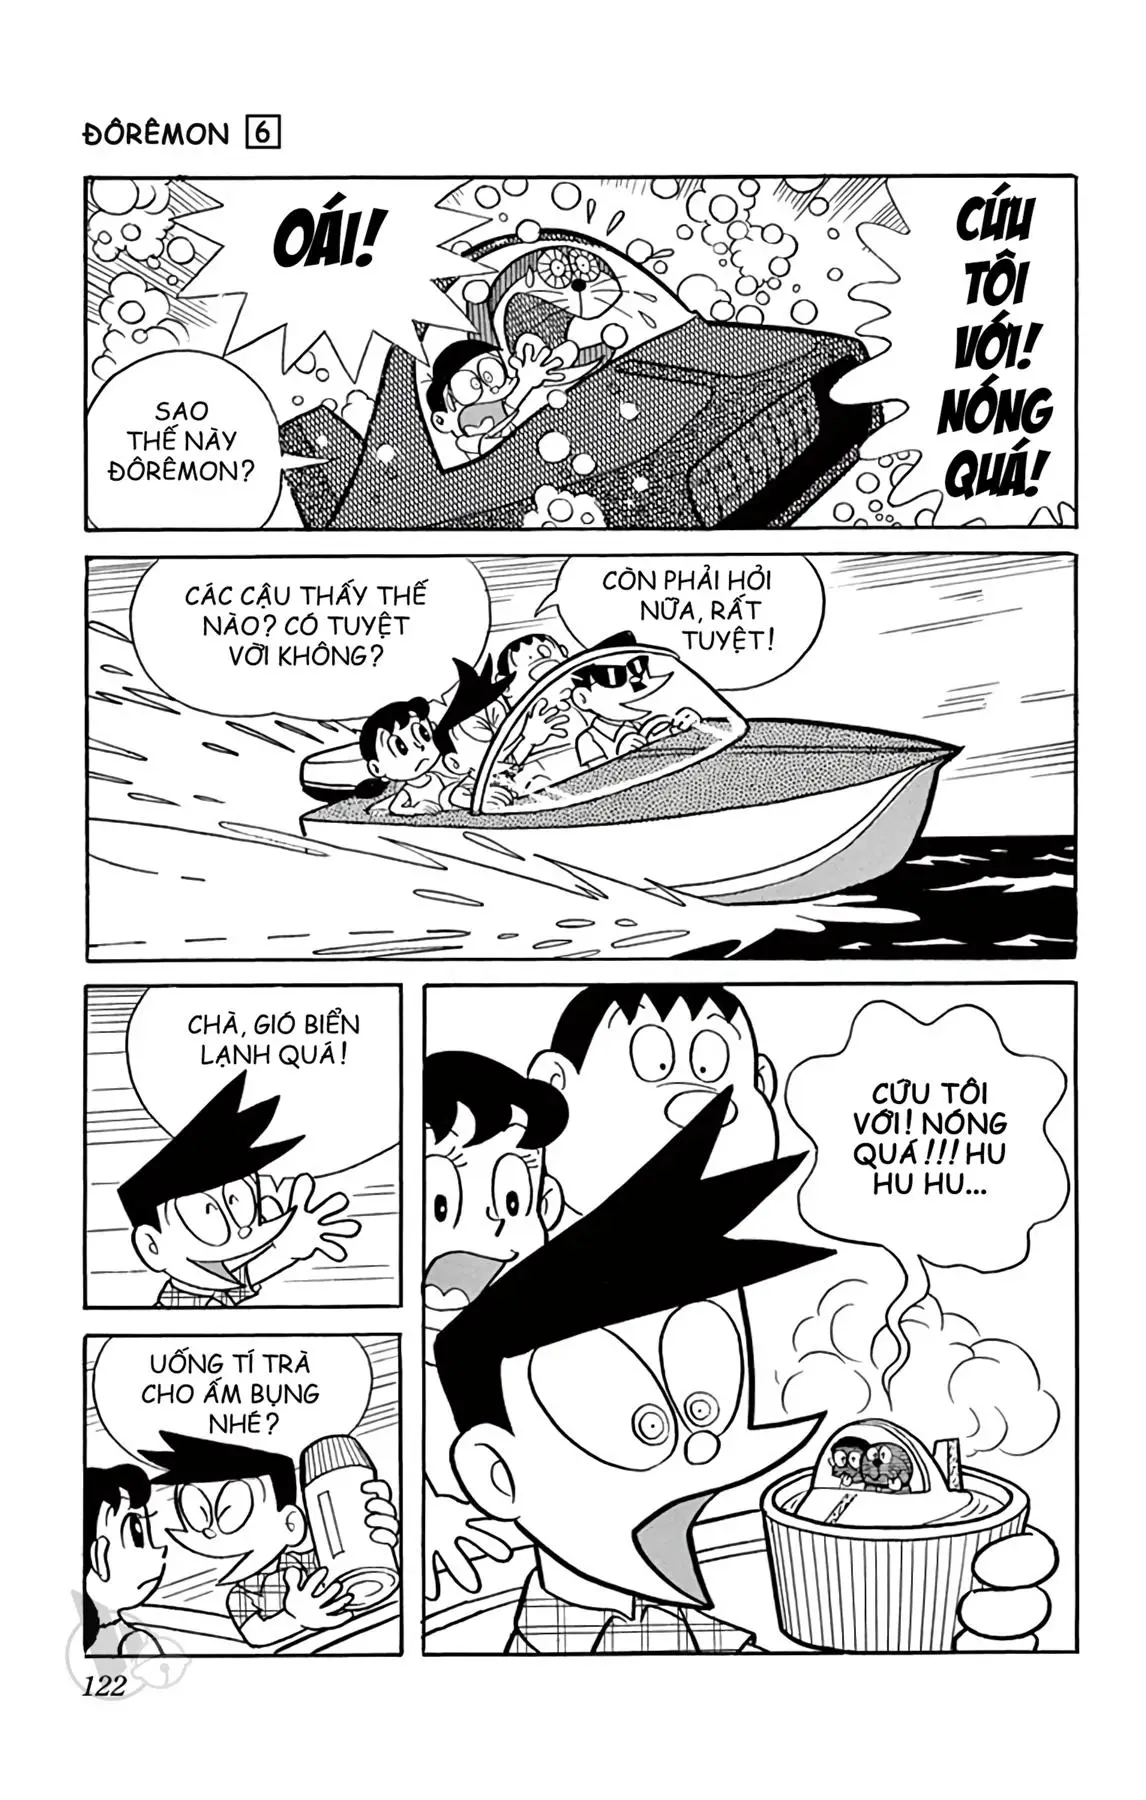 ĐÔRÊMON 6
OÁI!
SAO
THẾ NÀY
ĐÔRÊMON?
CỨU
TÔI
VỚI!
NÓNG
QUÁ!
CÁC CẬU THẤY THẾ
NÀO? CÓ TUYỆT
VỜI KHÔNG?
CÒN PHẢI HỎI
NỮA, RẤT
TUYỆT!
CHÀ, GIÓ BIỂN
LẠNH QUÁ!
UỐNG TÍ TRÀ
CHO ẤM BỤNG
NHÉ?
CỨU TÔI
VỚI! NÓNG
QUÁ!!! HU
HU HU...
122